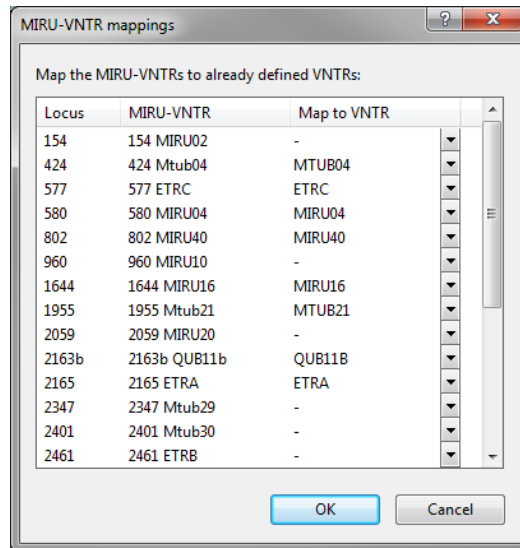 MIRU-VNTR mappings
Map the MIRU-VNTRs to already defined VNTRs:
Locus MIRU-VNTR Map to VNTR
154 154 MIRU02 -
424 424 Mtub04 MTUB04
577 577 ETRC ETRC
580 580 MIRU04 MIRU04
802 802 MIRU40 MIRU40
960 960 MIRU10 -
1644 1644 MIRU16 MIRU16
1955 1955 Mtub21 MTUB21
2059 2059 MIRU20 -
2163b 2163b QUB11b QUB11B
2165 2165 ETRA ETRA
2347 2347 Mtub29 -
2401 2401 Mtub30 -
2461 2461 ETRB -
OK Cancel